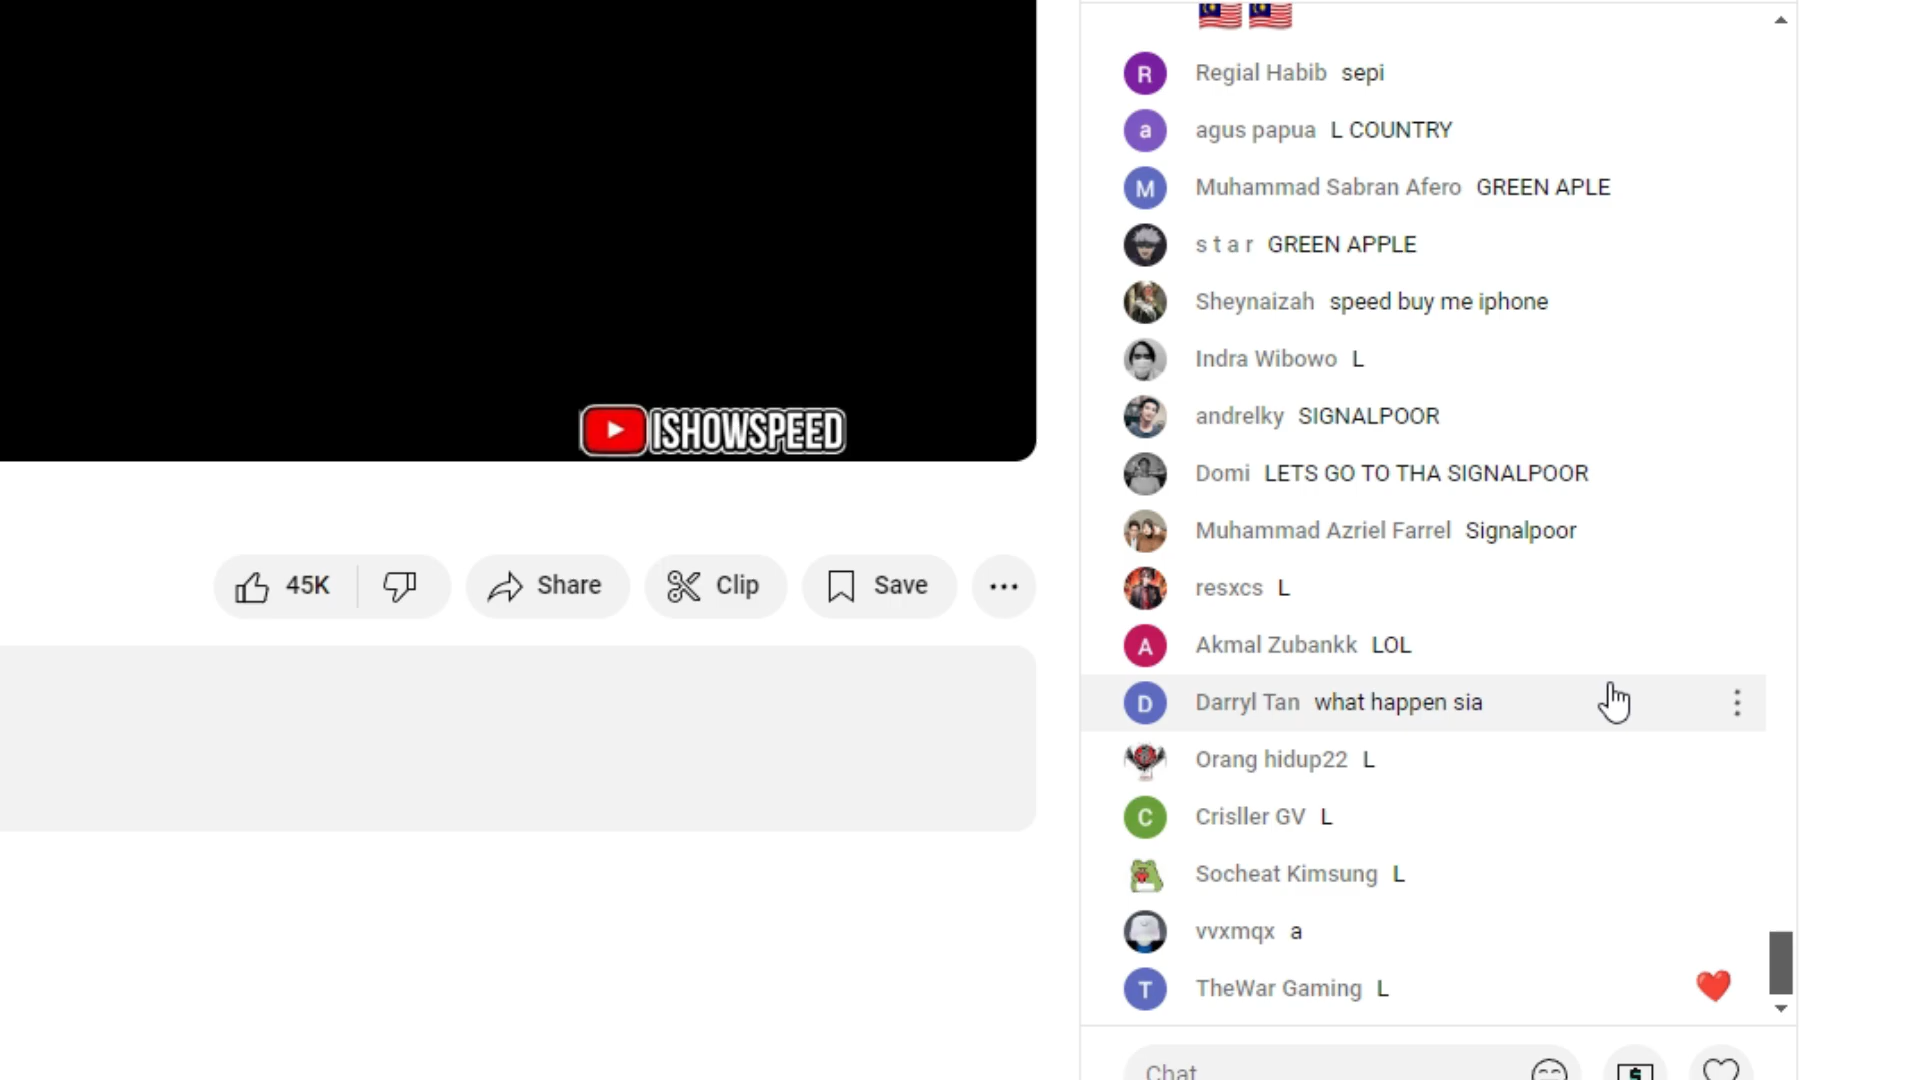 ISHOWSPEED
45K
Share
Clip
Save
R Regial Habib sepi
a agus papua L COUNTRY
M Muhammad Sabran Afero GREEN APLE
s t a r GREEN APPLE
Sheynaizah speed buy me iphone
Indra Wibowo L
andrelky SIGNALPOOR
Domi LETS GO TO THA SIGNALPOOR
Muhammad Azriel Farrel Signalpoor
resxcs L
A Akmal Zubankk LOL
D Darryl Tan what happen sia
Orang hidup22 L
C Crisller GV L
Socheat Kimsung L
vvxmqx a
T TheWar Gaming L
Chat
$